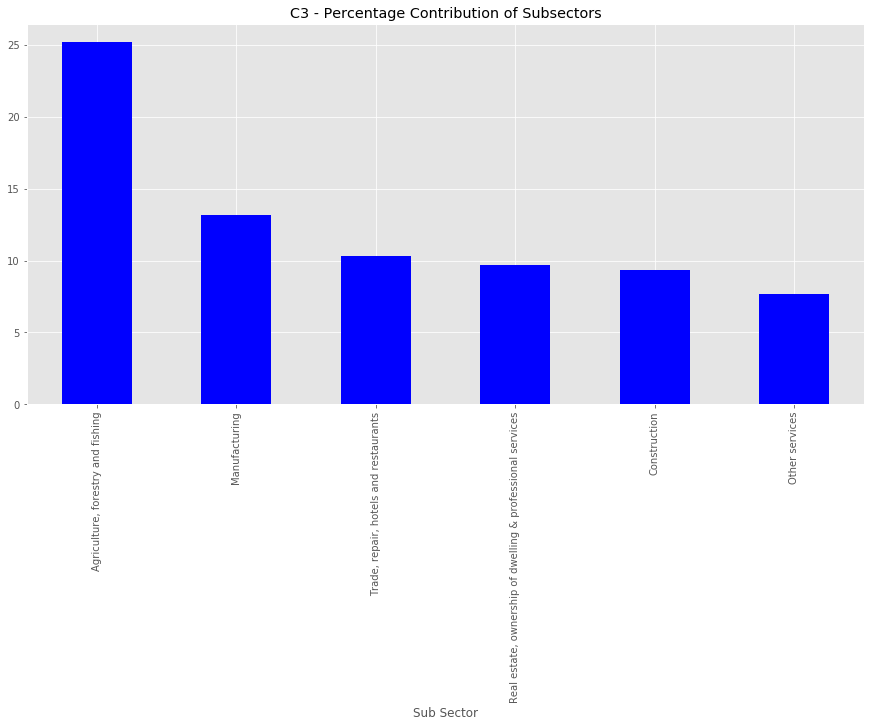 C3 - Percentage Contribution of Subsectors
25
20
15
10
5
0
Agriculture, forestry and fishing
Manufacturing
Trade, repair, hotels and restaurants
Real estate, ownership of dwelling & professional services
Construction
Other services
Sub Sector